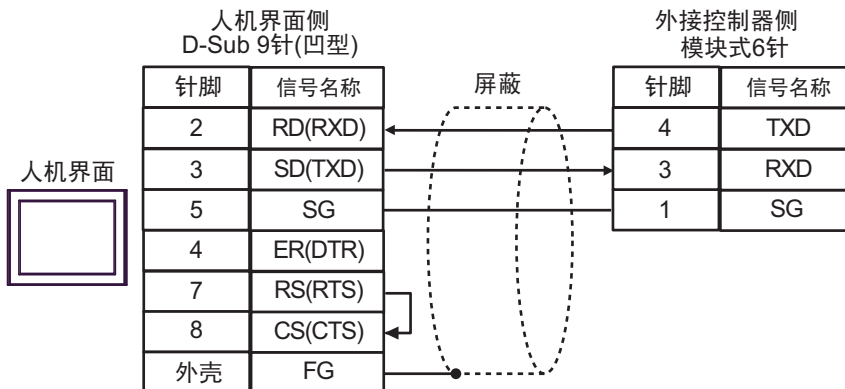 人机界面侧
D-Sub 9针(凹型)
外接控制器侧
模块式6针
屏蔽
人机界面
针脚 信号名称
2 RD(RXD)
3 SD(TXD)
5 SG
4 ER(DTR)
7 RS(RTS)
8 CS(CTS)
外壳 FG
针脚 信号名称
4 TXD
3 RXD
1 SG